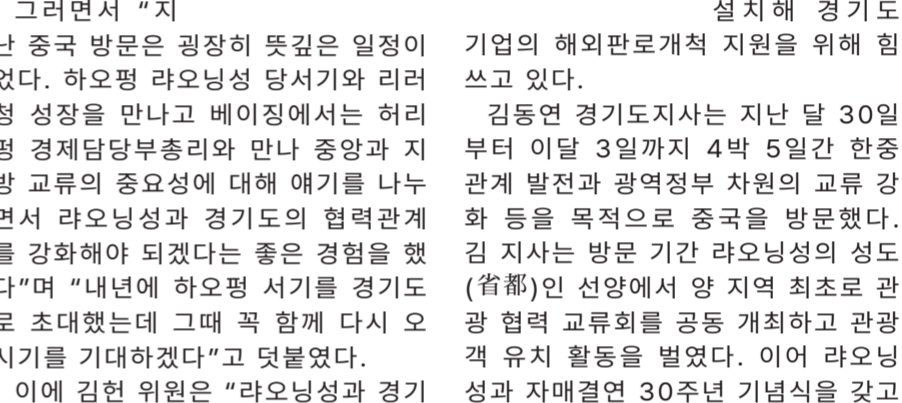 그러면서 “지
난 중국 방문은 굉장히 뜻깊은 일정이
었다. 하오펑 랴오닝성 당서기와 리러
청 성장을 만나고 베이징에서는 허리
펑 경제담당부총리와 만나 중앙과 지
방 교류의 중요성에 대해 얘기를 나누
면서 랴오닝성과 경기도의 협력관계
를 강화해야 되겠다는 좋은 경험을 했
다”며 “내년에 하오펑 서기를 경기도
로 초대했는데 그때 꼭 함께 다시 오
시기를 기대하겠다”고 덧붙였다.
이에 김헌 위원은 “랴오닝성과 경기
설치해 경기도
기업의 해외판로개척 지원을 위해 힘
쓰고 있다.
김동연 경기도지사는 지난 달 30일
부터 이달 3일까지 4박 5일간 한중
관계 발전과 광역정부 차원의 교류 강
화 등을 목적으로 중국을 방문했다.
김 지사는 방문 기간 랴오닝성의 성도
(省都)인 선양에서 양 지역 최초로 관
광 협력 교류회를 공동 개최하고 관광
객 유치 활동을 벌였다. 이어 랴오닝
성과 자매결연 30주년 기념식을 갖고